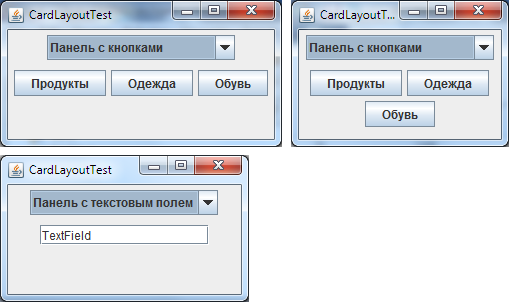 CardLayoutTest
Панель с кнопками
Продукты Одежда Обувь
CardLayoutT...
Панель с кнопками
Продукты Одежда
Обувь
CardLayoutTest
Панель с текстовым полем
TextField